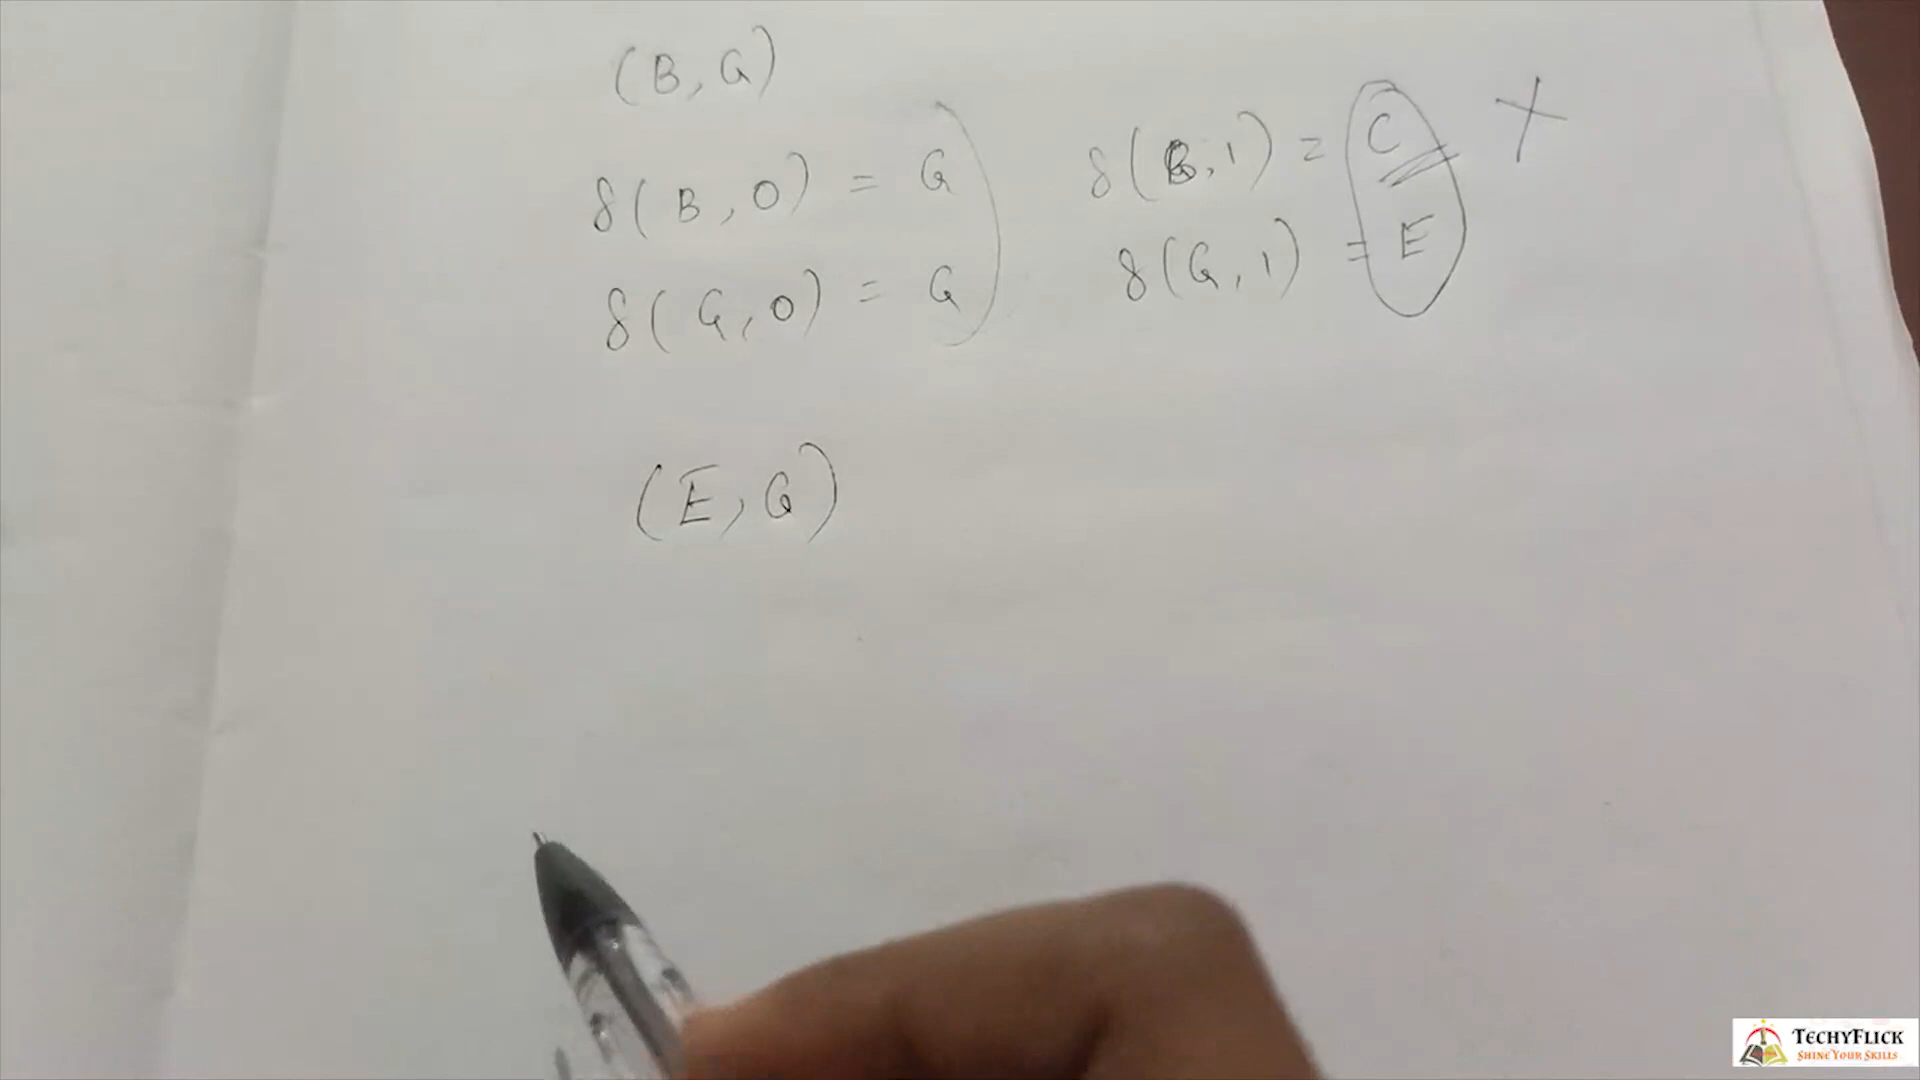 (B, G)
δ(B, 0) = G
δ(G, 0) = G
δ(B, 1) = C
δ(G, 1) = E
X
(E, G)
TECHYFLICK
SHINE YOUR SKILLS